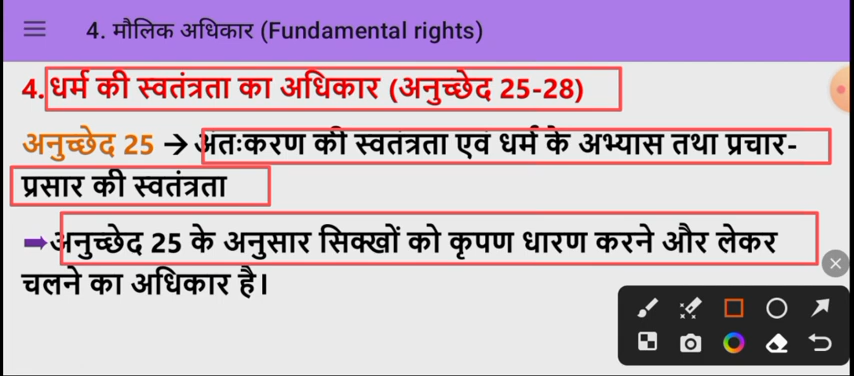 4. मौलिक अधिकार (Fundamental rights)
4. धर्म की स्वतंत्रता का अधिकार (अनुच्छेद 25-28)
अनुच्छेद 25 → अंतःकरण की स्वतंत्रता एवं धर्म के अभ्यास तथा प्रचार-
प्रसार की स्वतंत्रता
➡अनुच्छेद 25 के अनुसार सिक्खों को कृपण धारण करने और लेकर
चलने का अधिकार है।